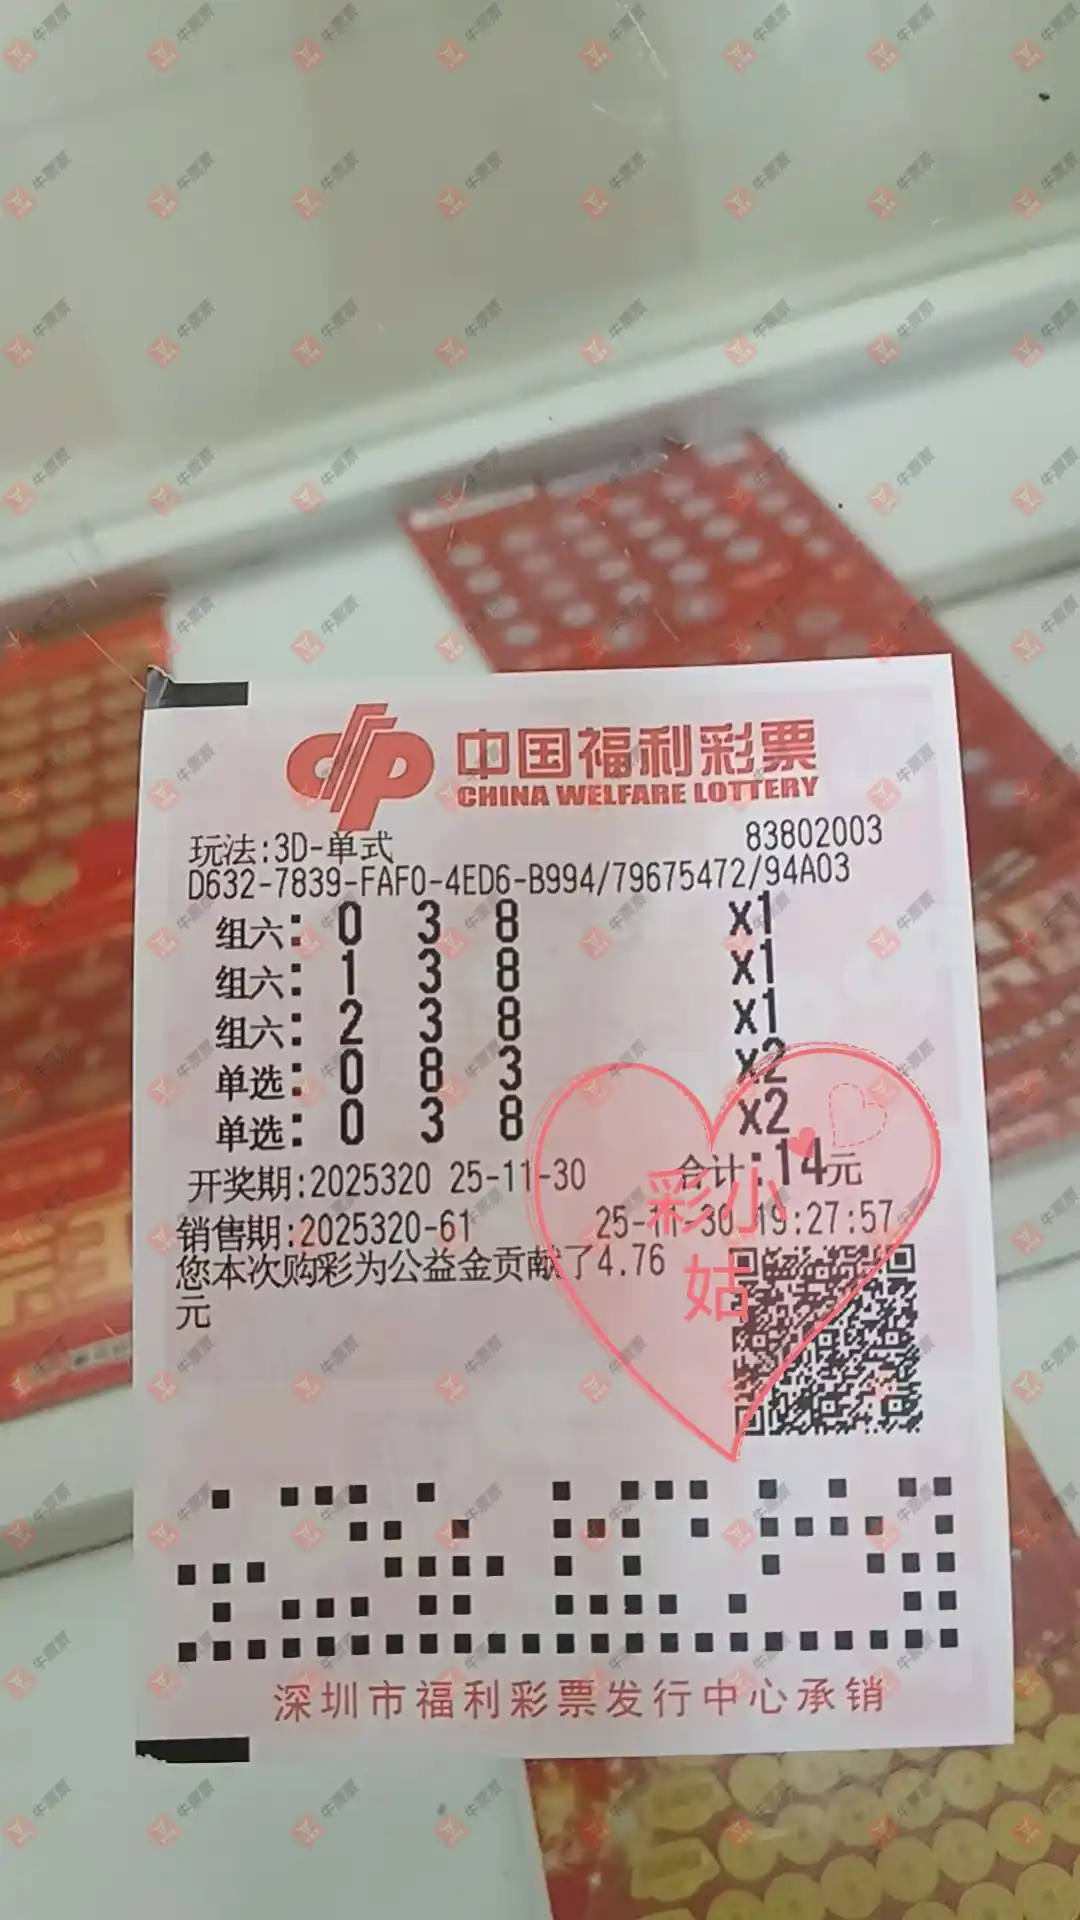 中国福利彩票
CHINA WELFARE LOTTERY
玩法:3D-单式 83802003
D632-7839-FAF0-4ED6-B994/79675472/94A03
组六: 0 3 8 x1
组六: 1 3 8 x1
组六: 2 3 8 x1
单选: 0 8 3 x2
单选: 0 3 8 x2
开奖期:2025320 25-11-30 合计:14元
销售期:2025320-61 25-11-30 19:27:57
您本次购彩为公益金贡献了4.76
元
彩小
姑
深圳市福利彩票发行中心承销
牛票票